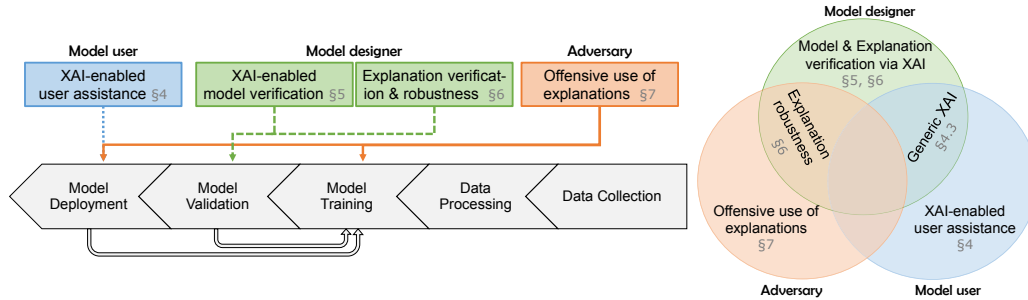 Model user
XAI-enabled
user assistance §4
Model designer
XAI-enabled
model verification §5
Explanation verificat-
ion & robustness §6
Adversary
Offensive use of
explanations §7
Model
Deployment
Model
Validation
Model
Training
Data
Processing
Data Collection
Model designer
Model & Explanation
verification via XAI
§5, §6
Explanation
robustness
§6
Generic XAI
§4.3
Offensive use of
explanations
§7
XAI-enabled
user assistance
§4
Adversary
Model user